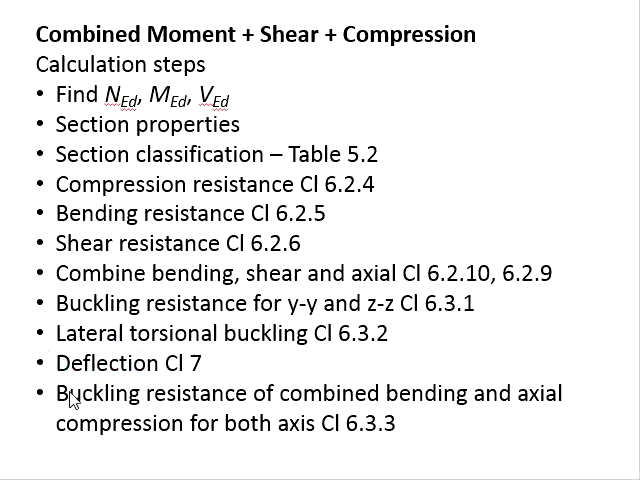 Combined Moment + Shear + Compression
Calculation steps
• Find NEd, MEd, VEd
• Section properties
• Section classification – Table 5.2
• Compression resistance Cl 6.2.4
• Bending resistance Cl 6.2.5
• Shear resistance Cl 6.2.6
• Combine bending, shear and axial Cl 6.2.10, 6.2.9
• Buckling resistance for y-y and z-z Cl 6.3.1
• Lateral torsional buckling Cl 6.3.2
• Deflection Cl 7
• Buckling resistance of combined bending and axial
compression for both axis Cl 6.3.3